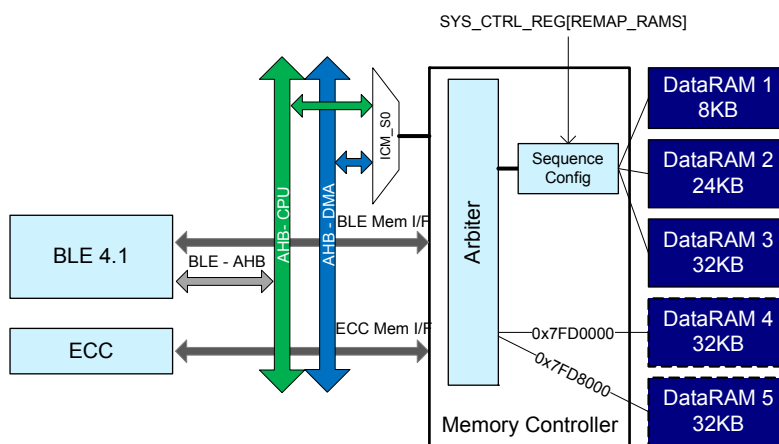 SYS_CTRL_REG[REMAP_RAMS]
DataRAM 1
8KB
DataRAM 2
24KB
DataRAM 3
32KB
DataRAM 4
32KB
DataRAM 5
32KB
ICM_S0
Sequence
Config
Arbiter
AHB- CPU
AHB - DMA
BLE Mem I/F
BLE 4.1
BLE - AHB
ECC Mem I/F
ECC
0x7FD0000
0x7FD8000
Memory Controller